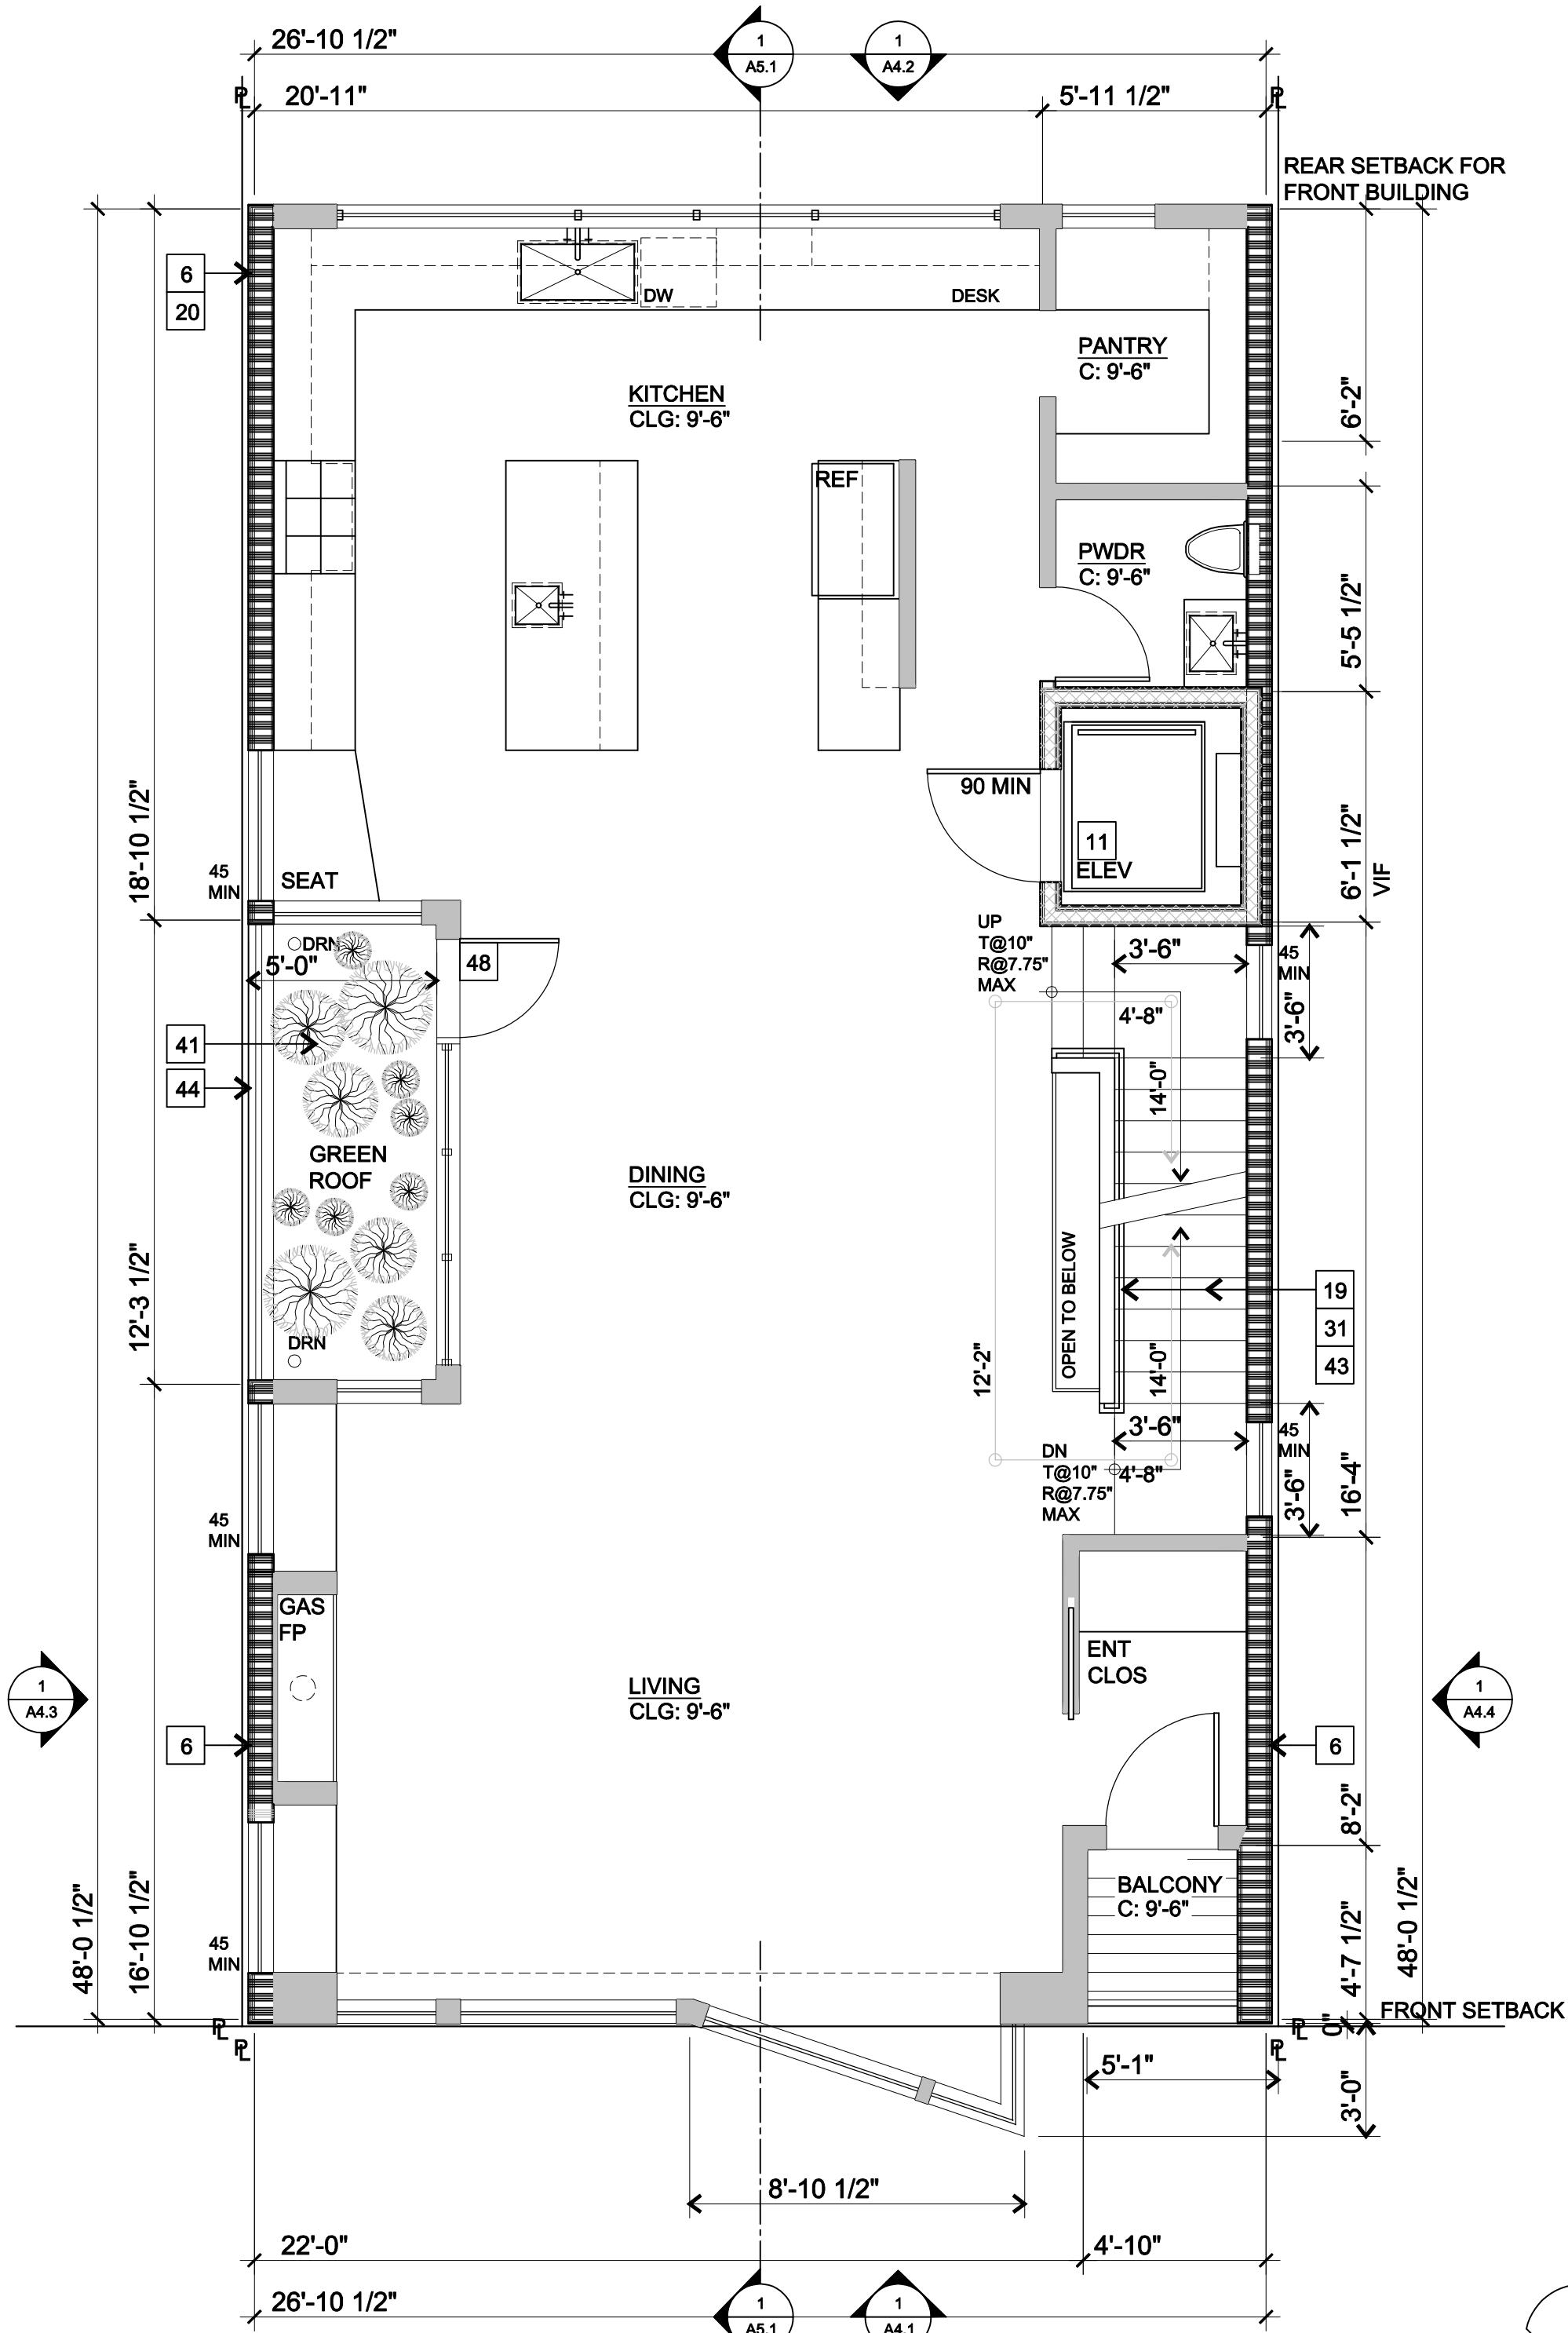 26'-10 1/2"
1
A5.1
1
A4.2
20'-11"
5'-11 1/2"
PL
PL
REAR SETBACK FOR
FRONT BUILDING
6
20
DW
DESK
PANTRY
C: 9'-6"
KITCHEN
CLG: 9'-6"
6'-2"
REF
PWDR
C: 9'-6"
5'-5 1/2"
90 MIN
11
ELEV
6'-1 1/2"
VIF
18'-10 1/2"
45
MIN
SEAT
DRN
5'-0"
48
UP
T@10"
R@7.75"
MAX
3'-6"
45
MIN
3'-6"
4'-8"
14'-0"
41
44
GREEN
ROOF
DINING
CLG: 9'-6"
12'-3 1/2"
DRN
OPEN TO BELOW
12'-2"
14'-0"
19
31
43
3'-6"
45
MIN
DN
T@10"
R@7.75"
MAX
4'-8"
3'-6"
16'-4"
45
MIN
GAS
FP
ENT
CLOS
LIVING
CLG: 9'-6"
1
A4.3
1
A4.4
6
6
8'-2"
BALCONY
C: 9'-6"
48'-0 1/2"
16'-10 1/2"
45
MIN
4'-7 1/2"
48'-0 1/2"
FRONT SETBACK
0"
PL
PL
PL
PL
5'-1"
3'-0"
8'-10 1/2"
22'-0"
4'-10"
26'-10 1/2"
1
A5.1
1
A4.1